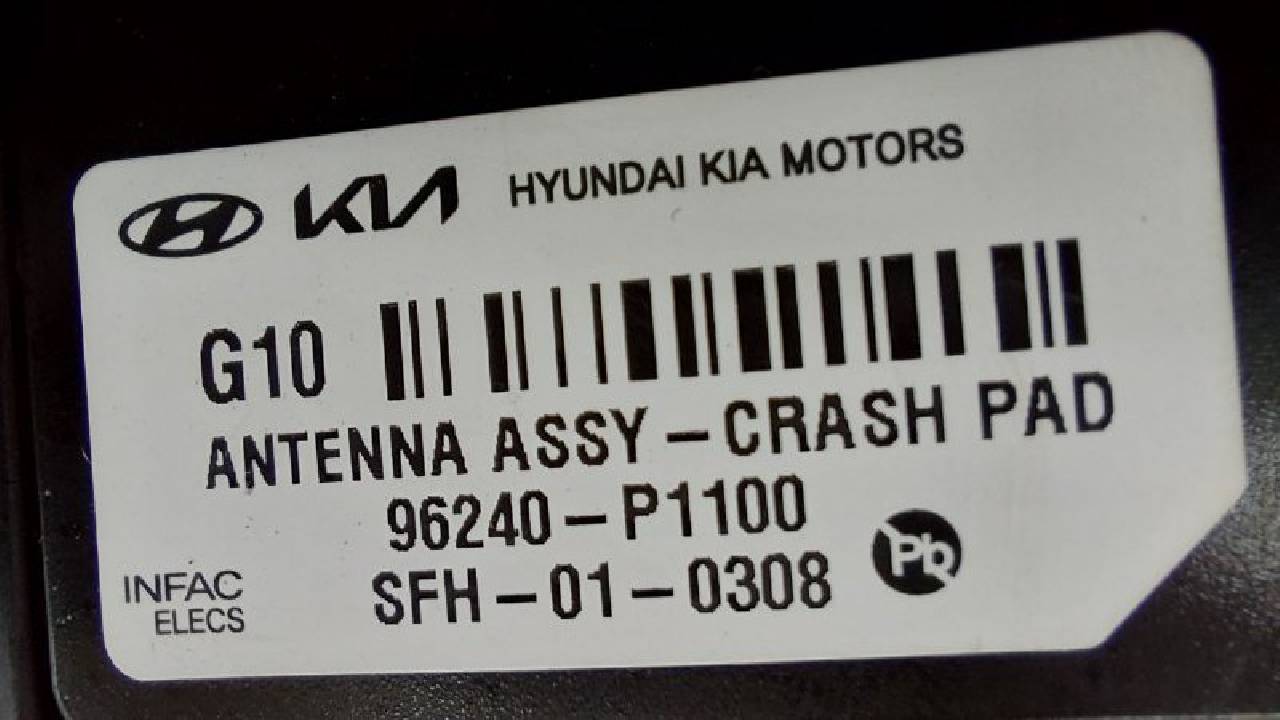 KIA HYUNDAI KIA MOTORS
G10
ANTENNA ASSY-CRASH PAD
96240-P1100
SFH-01-0308
Pb
INFAC
ELECS